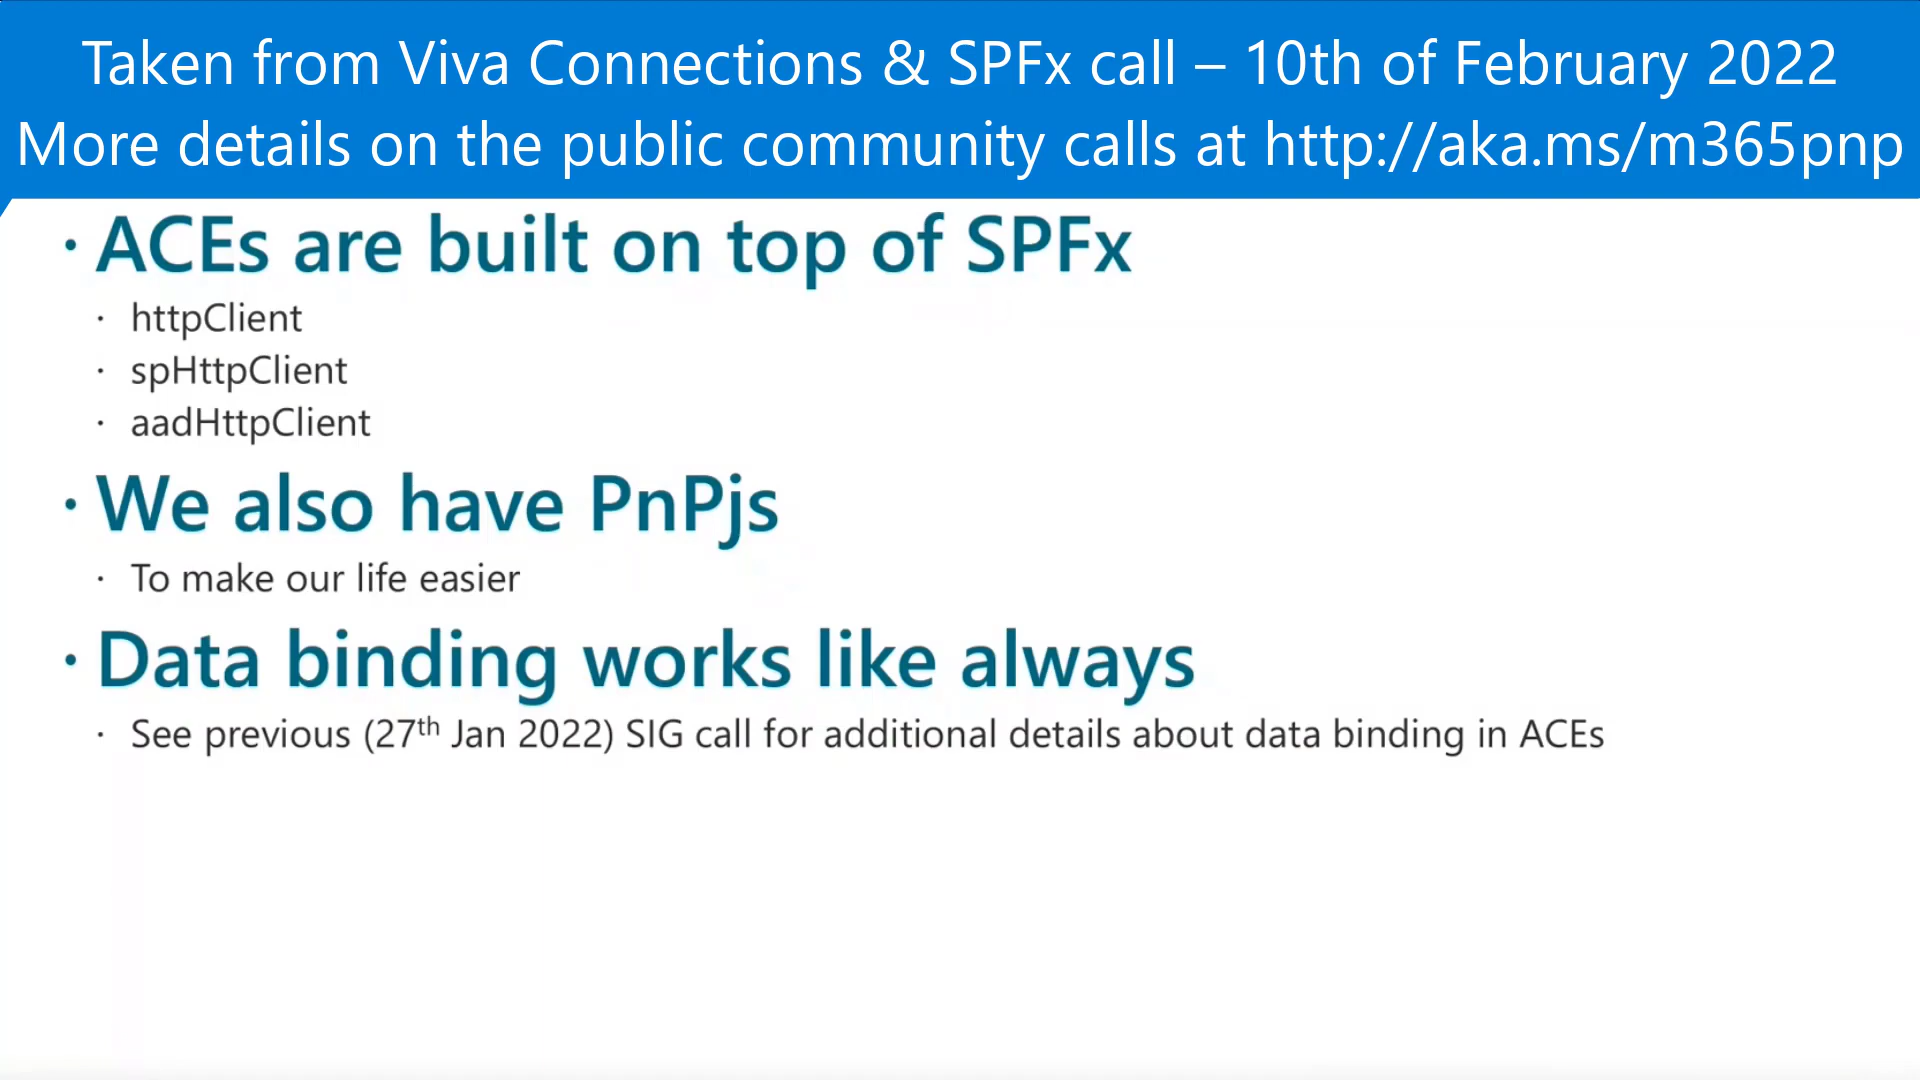 Taken from Viva Connections & SPFx call – 10th of February 2022
More details on the public community calls at http://aka.ms/m365pnp
· ACEs are built on top of SPFx
· httpClient
· spHttpClient
· aadHttpClient
· We also have PnPjs
· To make our life easier
· Data binding works like always
· See previous (27th Jan 2022) SIG call for additional details about data binding in ACEs